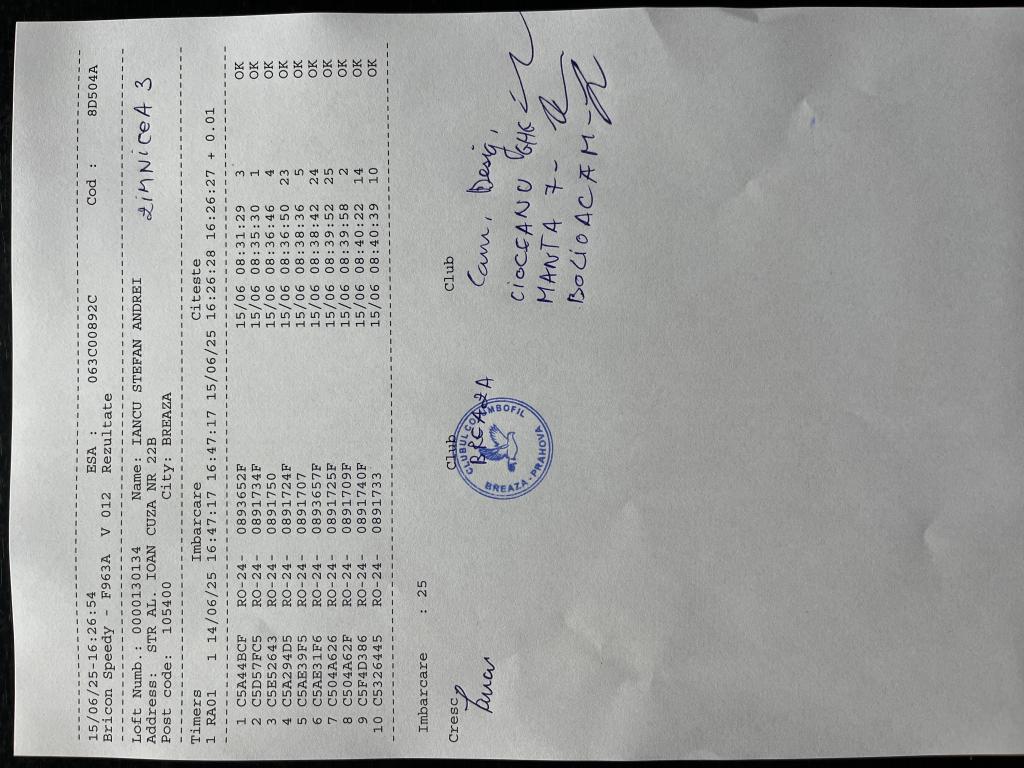 15/06/25-16:26:54 ESA : 063C00892C Cod : 8D504A
Bricon Speedy - F963A V 012 Rezultate
Loft Numb.: 0000130134 Name: IANCU STEFAN ANDREI
Address: STR AL. IOAN CUZA NR 22B
Post code: 105400 City: BREAZA
ZIMNICEA 3
Timers Imbarcare Citeste
1 RA01 1 14/06/25 16:47:17 16:47:17 15/06/25 16:26:28 16:26:27 + 0.01
1 C5A44BCF RO-24- 0893652F 15/06 08:31:29 3 OK
2 C5D57FC5 RO-24- 0891734F 15/06 08:35:30 1 OK
3 C5E52643 RO-24- 0891750 15/06 08:36:46 4 OK
4 C5A294D5 RO-24- 0891724F 15/06 08:36:50 23 OK
5 C5AE39F5 RO-24- 0891707 15/06 08:38:36 5 OK
6 C5AE31F6 RO-24- 0893657F 15/06 08:38:42 24 OK
7 C504A626 RO-24- 0891725F 15/06 08:39:52 25 OK
8 C504A62F RO-24- 0891709F 15/06 08:39:58 2 OK
9 C5F4D386 RO-24- 0891740F 15/06 08:40:22 14 OK
10 C5326445 RO-24- 0891733 15/06 08:40:39 10 OK
Imbarcare : 25
Cresc. Club Club
BREAZA
CLUBUL COLUMBOFIL
BREAZA - PRAHOVA
Com. Desig.
CIOCEANU GHE
MANTA 7-
BOLIOACA M-